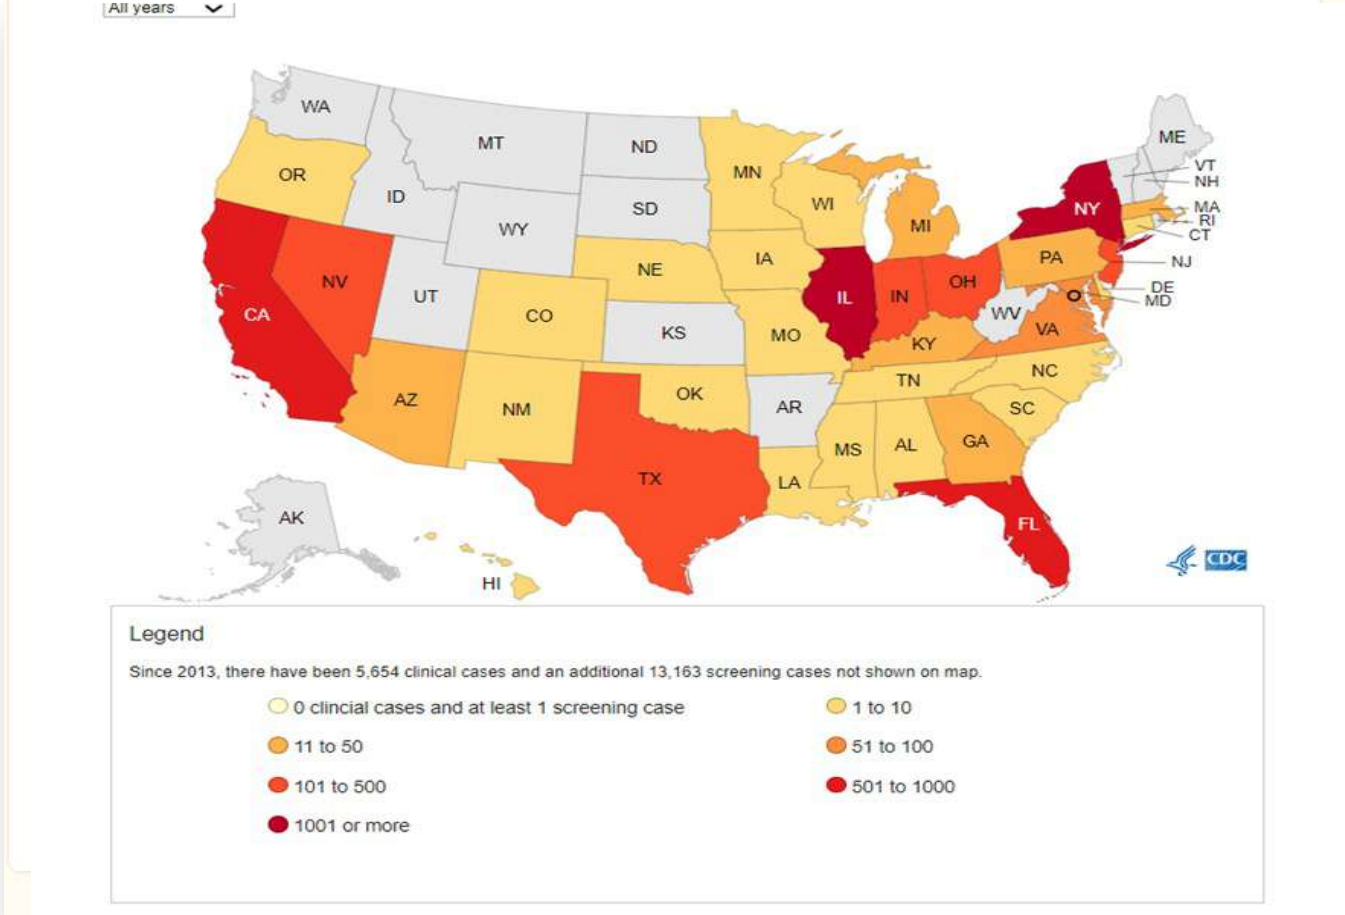 All years
WA
MT
ND
MN
ME
VT
NH
OR
ID
SD
WI
MI
NY
MA
RI
CT
WY
NE
IA
PA
NJ
NV
UT
CO
IL
IN
OH
DE
MD
CA
KS
MO
WV
VA
KY
AZ
NM
OK
AR
TN
NC
SC
MS
AL
GA
TX
LA
AK
HI
FL
CDC
Legend
Since 2013, there have been 5,654 clinical cases and an additional 13,163 screening cases not shown on map.
0 clincial cases and at least 1 screening case
1 to 10
11 to 50
51 to 100
101 to 500
501 to 1000
1001 or more